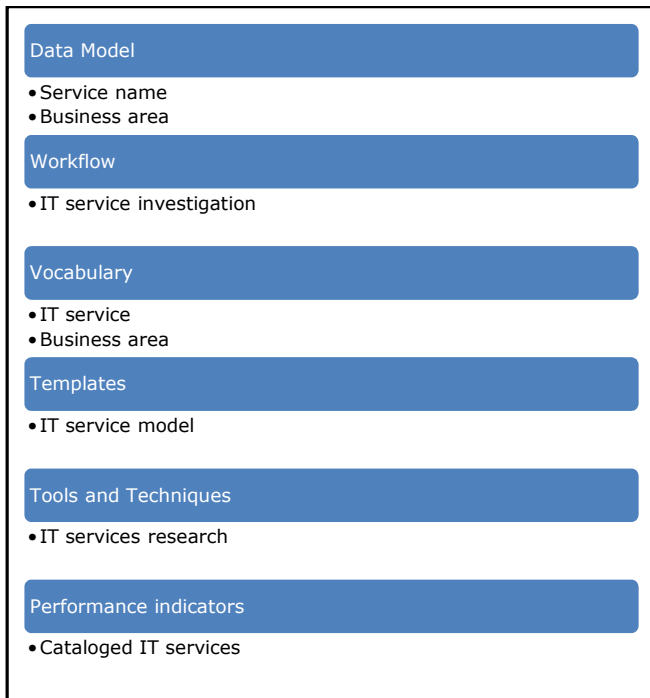 Data Model
•Service name
•Business area
Workflow
•IT service investigation
Vocabulary
•IT service
•Business area
Templates
•IT service model
Tools and Techniques
•IT services research
Performance indicators
•Cataloged IT services